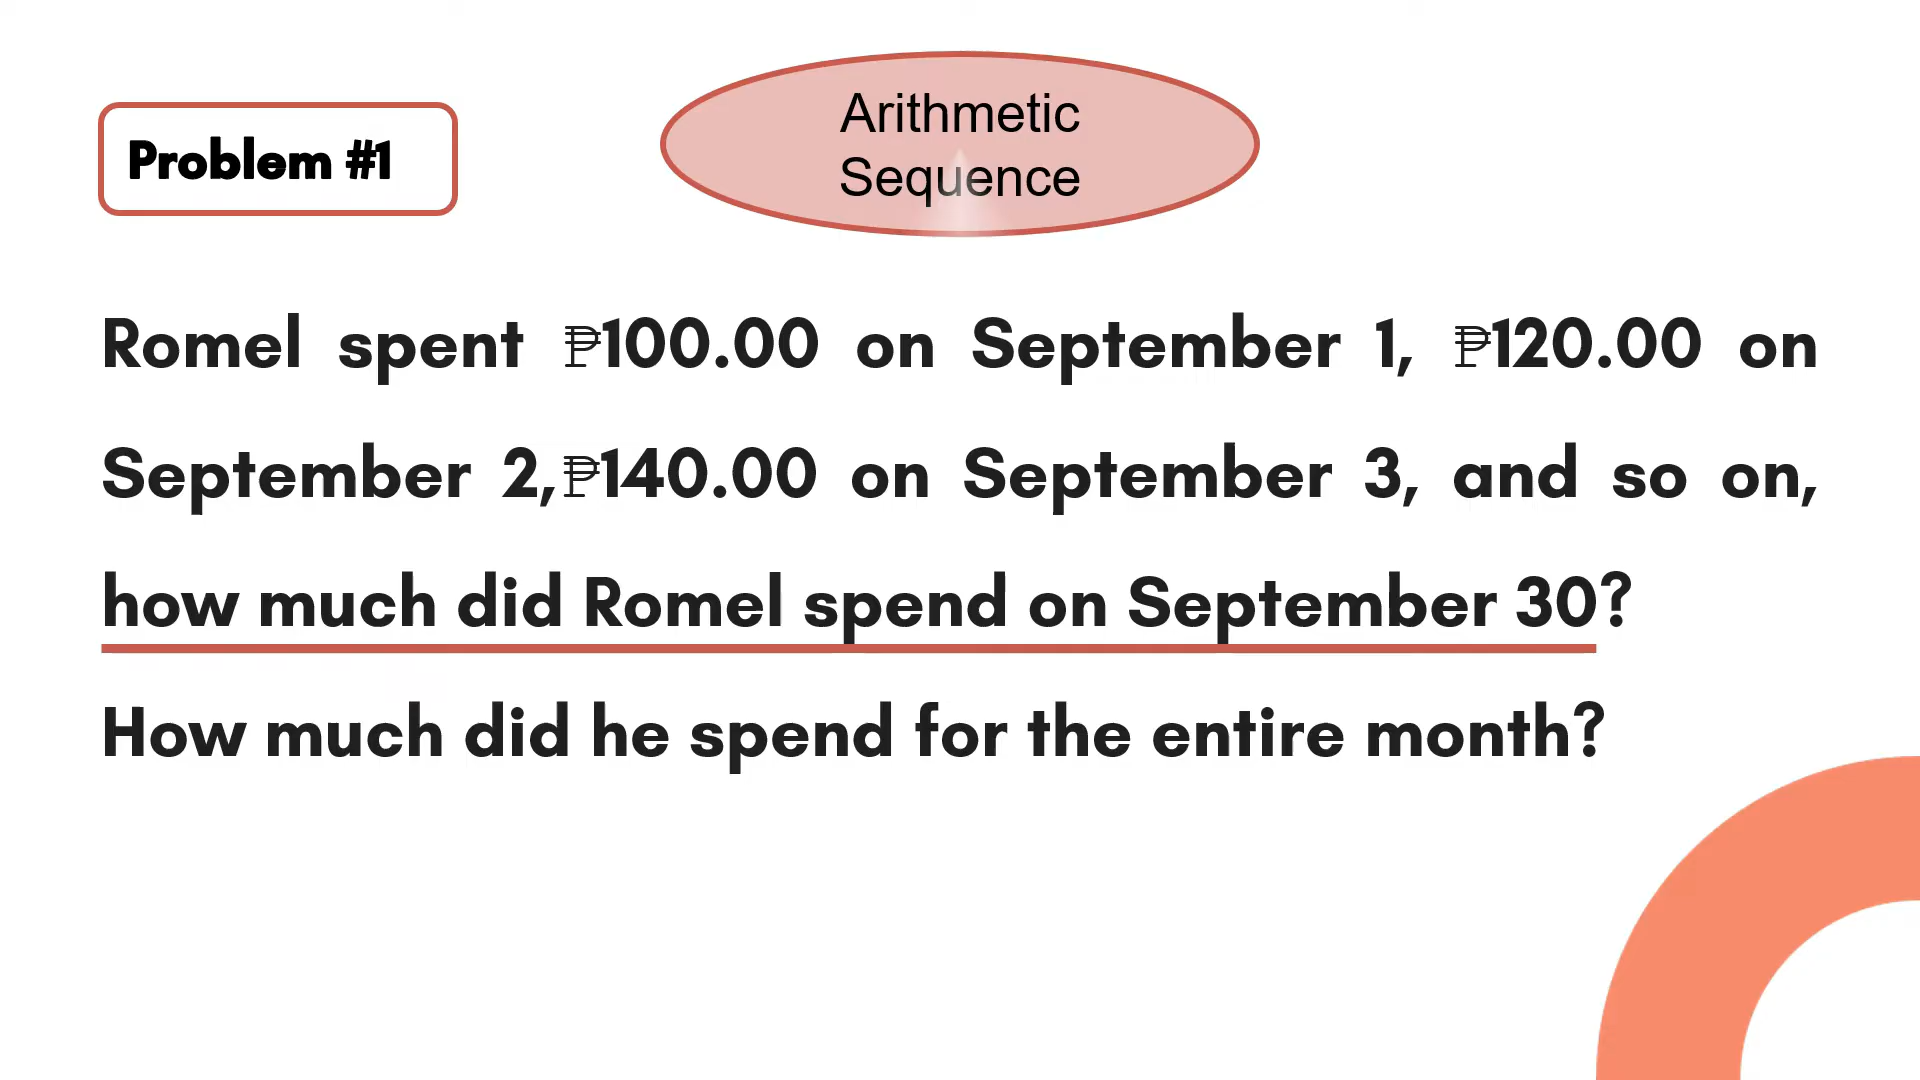 Problem #1
Arithmetic
Sequence
Romel spent ₱100.00 on September 1, ₱120.00 on
September 2,₱140.00 on September 3, and so on,
how much did Romel spend on September 30?
How much did he spend for the entire month?